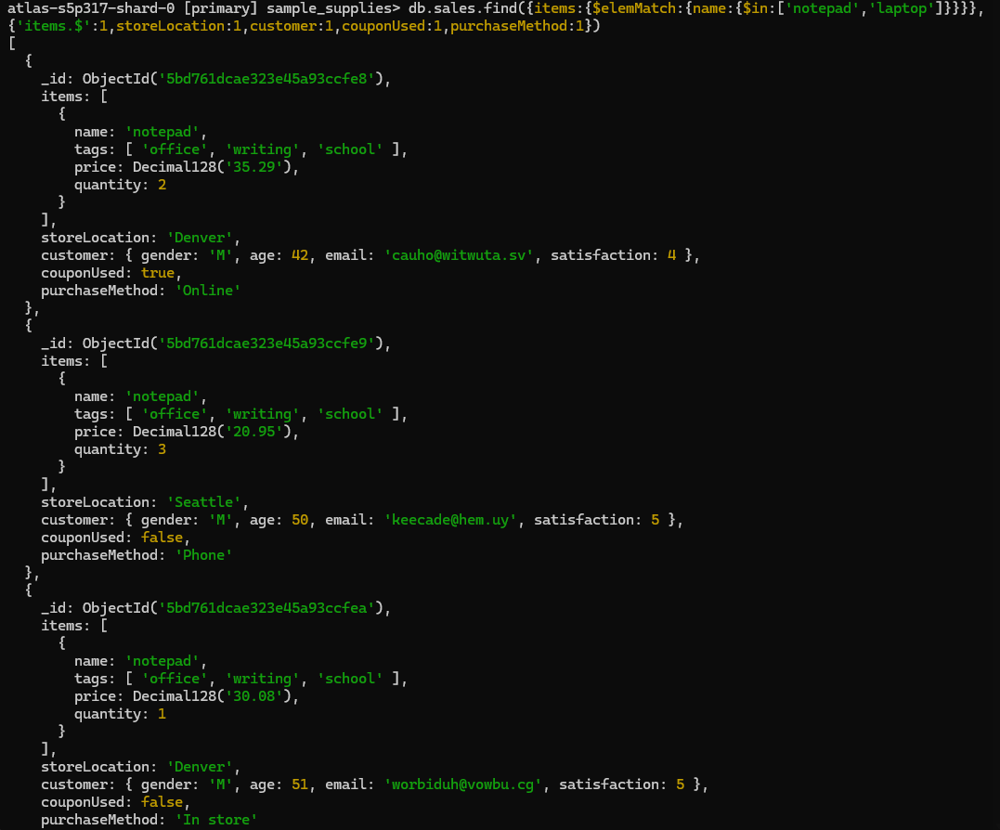 atlas-s5p317-shard-0 [primary] sample_supplies> db.sales.find({items:{$elemMatch:{name:{$in:['notepad','laptop']}}}},
{'items.$':1,storeLocation:1,customer:1,couponUsed:1,purchaseMethod:1})
[
  {
    _id: ObjectId('5bd761dcae323e45a93ccfe8'),
    items: [
      {
        name: 'notepad',
        tags: [ 'office', 'writing', 'school' ],
        price: Decimal128('35.29'),
        quantity: 2
      }
    ],
    storeLocation: 'Denver',
    customer: { gender: 'M', age: 42, email: 'cauho@witwuta.sv', satisfaction: 4 },
    couponUsed: true,
    purchaseMethod: 'Online'
  },
  {
    _id: ObjectId('5bd761dcae323e45a93ccfe9'),
    items: [
      {
        name: 'notepad',
        tags: [ 'office', 'writing', 'school' ],
        price: Decimal128('20.95'),
        quantity: 3
      }
    ],
    storeLocation: 'Seattle',
    customer: { gender: 'M', age: 50, email: 'keecade@hem.uy', satisfaction: 5 },
    couponUsed: false,
    purchaseMethod: 'Phone'
  },
  {
    _id: ObjectId('5bd761dcae323e45a93ccfea'),
    items: [
      {
        name: 'notepad',
        tags: [ 'office', 'writing', 'school' ],
        price: Decimal128('30.08'),
        quantity: 1
      }
    ],
    storeLocation: 'Denver',
    customer: { gender: 'M', age: 51, email: 'worbiduh@vowbu.cg', satisfaction: 5 },
    couponUsed: false,
    purchaseMethod: 'In store'